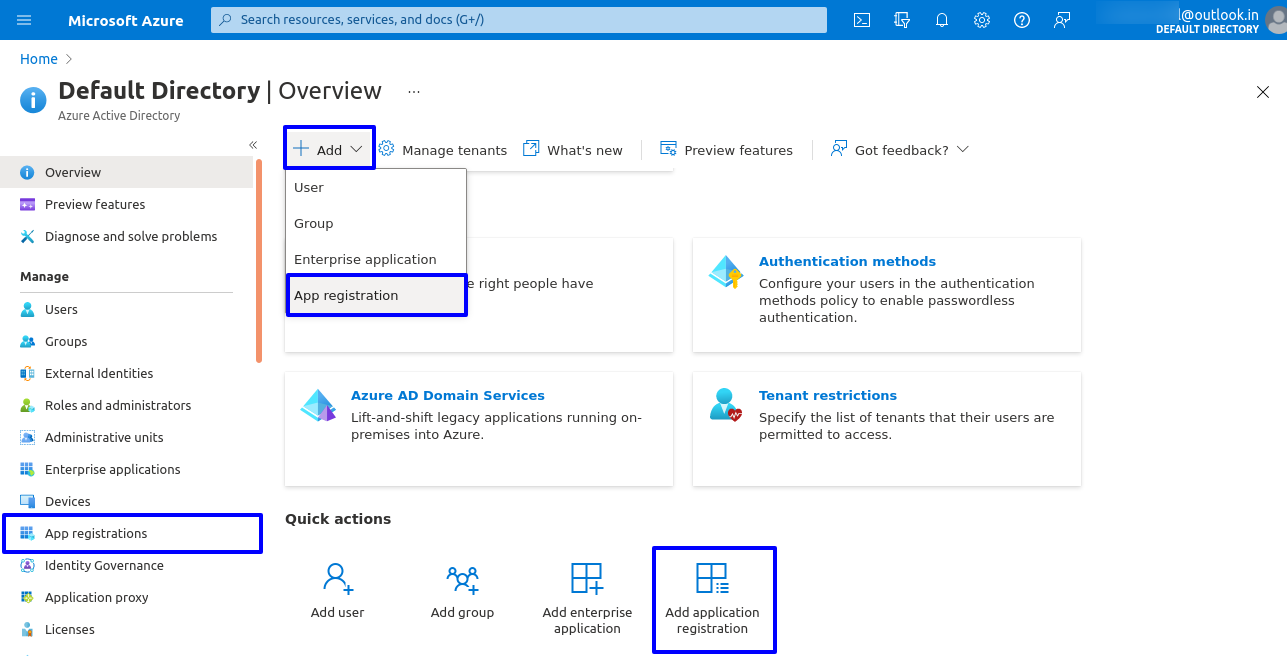 Microsoft Azure
Search resources, services, and docs (G+/)
l@outlook.in
DEFAULT DIRECTORY
Home
Default Directory | Overview
Azure Active Directory
Overview
Preview features
Diagnose and solve problems
Manage
Users
Groups
External Identities
Roles and administrators
Administrative units
Enterprise applications
Devices
App registrations
Identity Governance
Application proxy
Licenses
Add
Manage tenants
What's new
Preview features
Got feedback?
User
Group
Enterprise application
App registration
right people have
Authentication methods
Configure your users in the authentication
methods policy to enable passwordless
authentication.
Azure AD Domain Services
Lift-and-shift legacy applications running on-
premises into Azure.
Tenant restrictions
Specify the list of tenants that their users are
permitted to access.
Quick actions
Add user
Add group
Add enterprise
application
Add application
registration